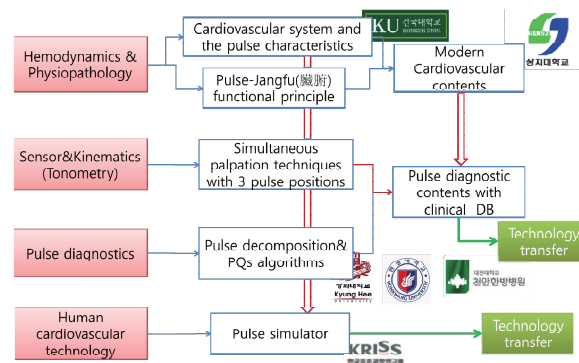 Cardiovascular system and
the pulse characteristics
KU 건국대학교
KONKUK UNIV.
Hemodynamics &
Physiopathology
Modern
Cardiovascular
contents
상지대학교
Pulse-Jangfu(臟腑)
functional principle
Sensor&Kinematics
(Tonometry)
Simultaneous
palpation techniques
with 3 pulse positions
Pulse diagnostic
contents with
clinical DB
Technology
transfer
Pulse diagnostics
Pulse decomposition&
PQs algorithms
Kyung Hee
UNIVERSITY
대전대학교
천안한방병원
Human
cardiovascular
technology
Pulse simulator
Technology
transfer
KRISS